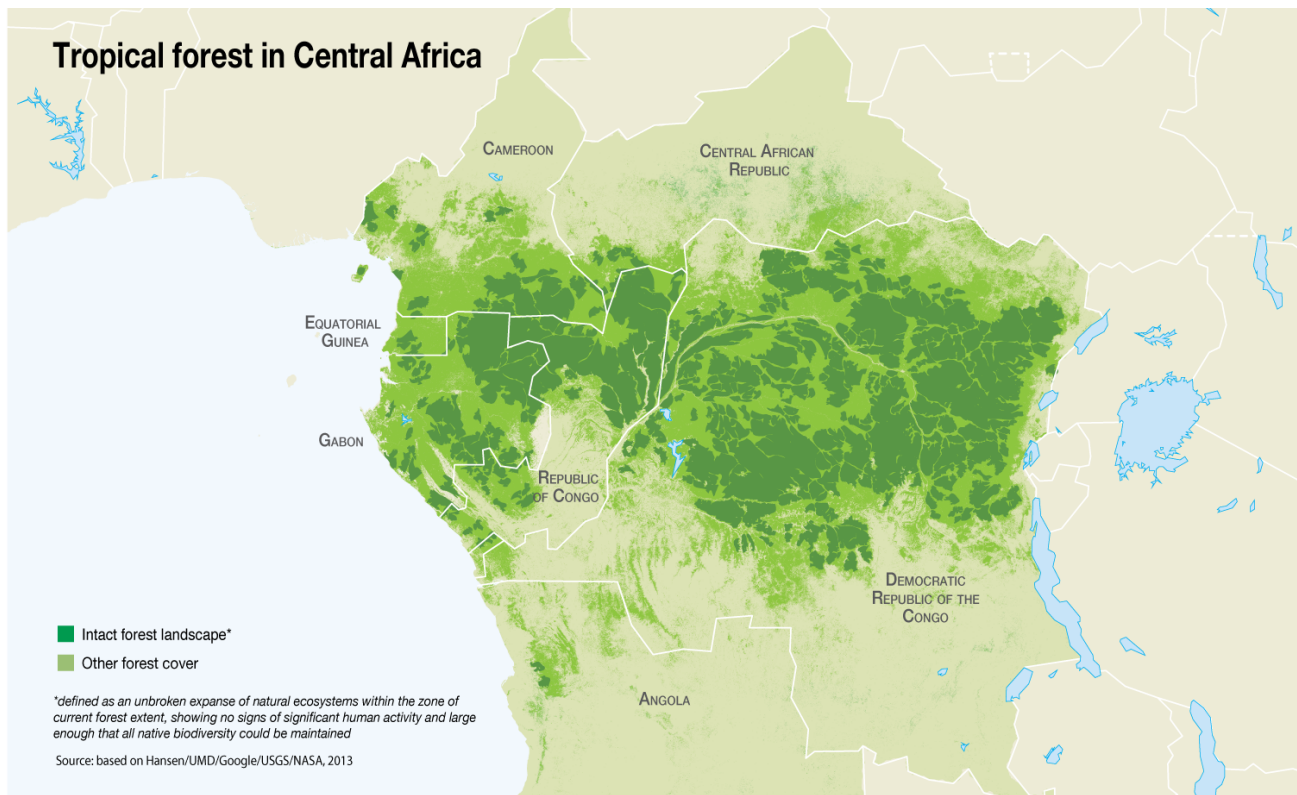 Tropical forest in Central Africa
CAMEROON
CENTRAL AFRICAN
REPUBLIC
EQUATORIAL
GUINEA
GABON
REPUBLIC
OF CONGO
DEMOCRATIC
REPUBLIC OF THE
CONGO
ANGOLA
Intact forest landscape*
Other forest cover
*defined as an unbroken expanse of natural ecosystems within the zone of
current forest extent, showing no signs of significant human activity and large
enough that all native biodiversity could be maintained
Source: based on Hansen/UMD/Google/USGS/NASA, 2013